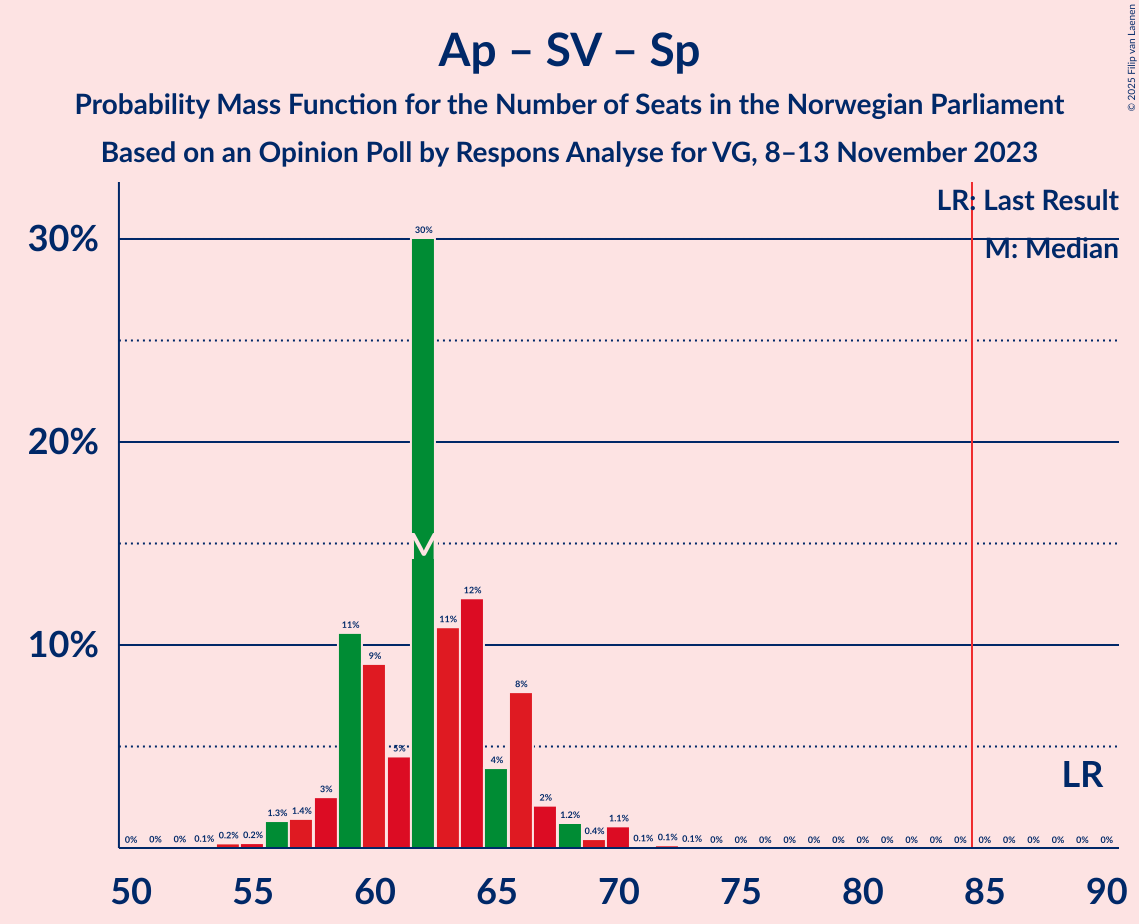 Ap – SV – Sp
Probability Mass Function for the Number of Seats in the Norwegian Parliament
Based on an Opinion Poll by Respons Analyse for VG, 8–13 November 2023
© 2025 Filip van Laenen
LR: Last Result
M: Median
30%
20%
10%
0% 0% 0% 0.1% 0.2% 0.2% 1.3% 1.4% 3% 11% 9% 5% 30% 11% 12% 4% 8% 2% 1.2% 0.4% 1.1% 0.1% 0.1% 0.1% 0% 0% 0% 0% 0% 0% 0% 0% 0% 0% 0% 0% 0% 0% 0% 0% 0%
M
LR
50 55 60 65 70 75 80 85 90